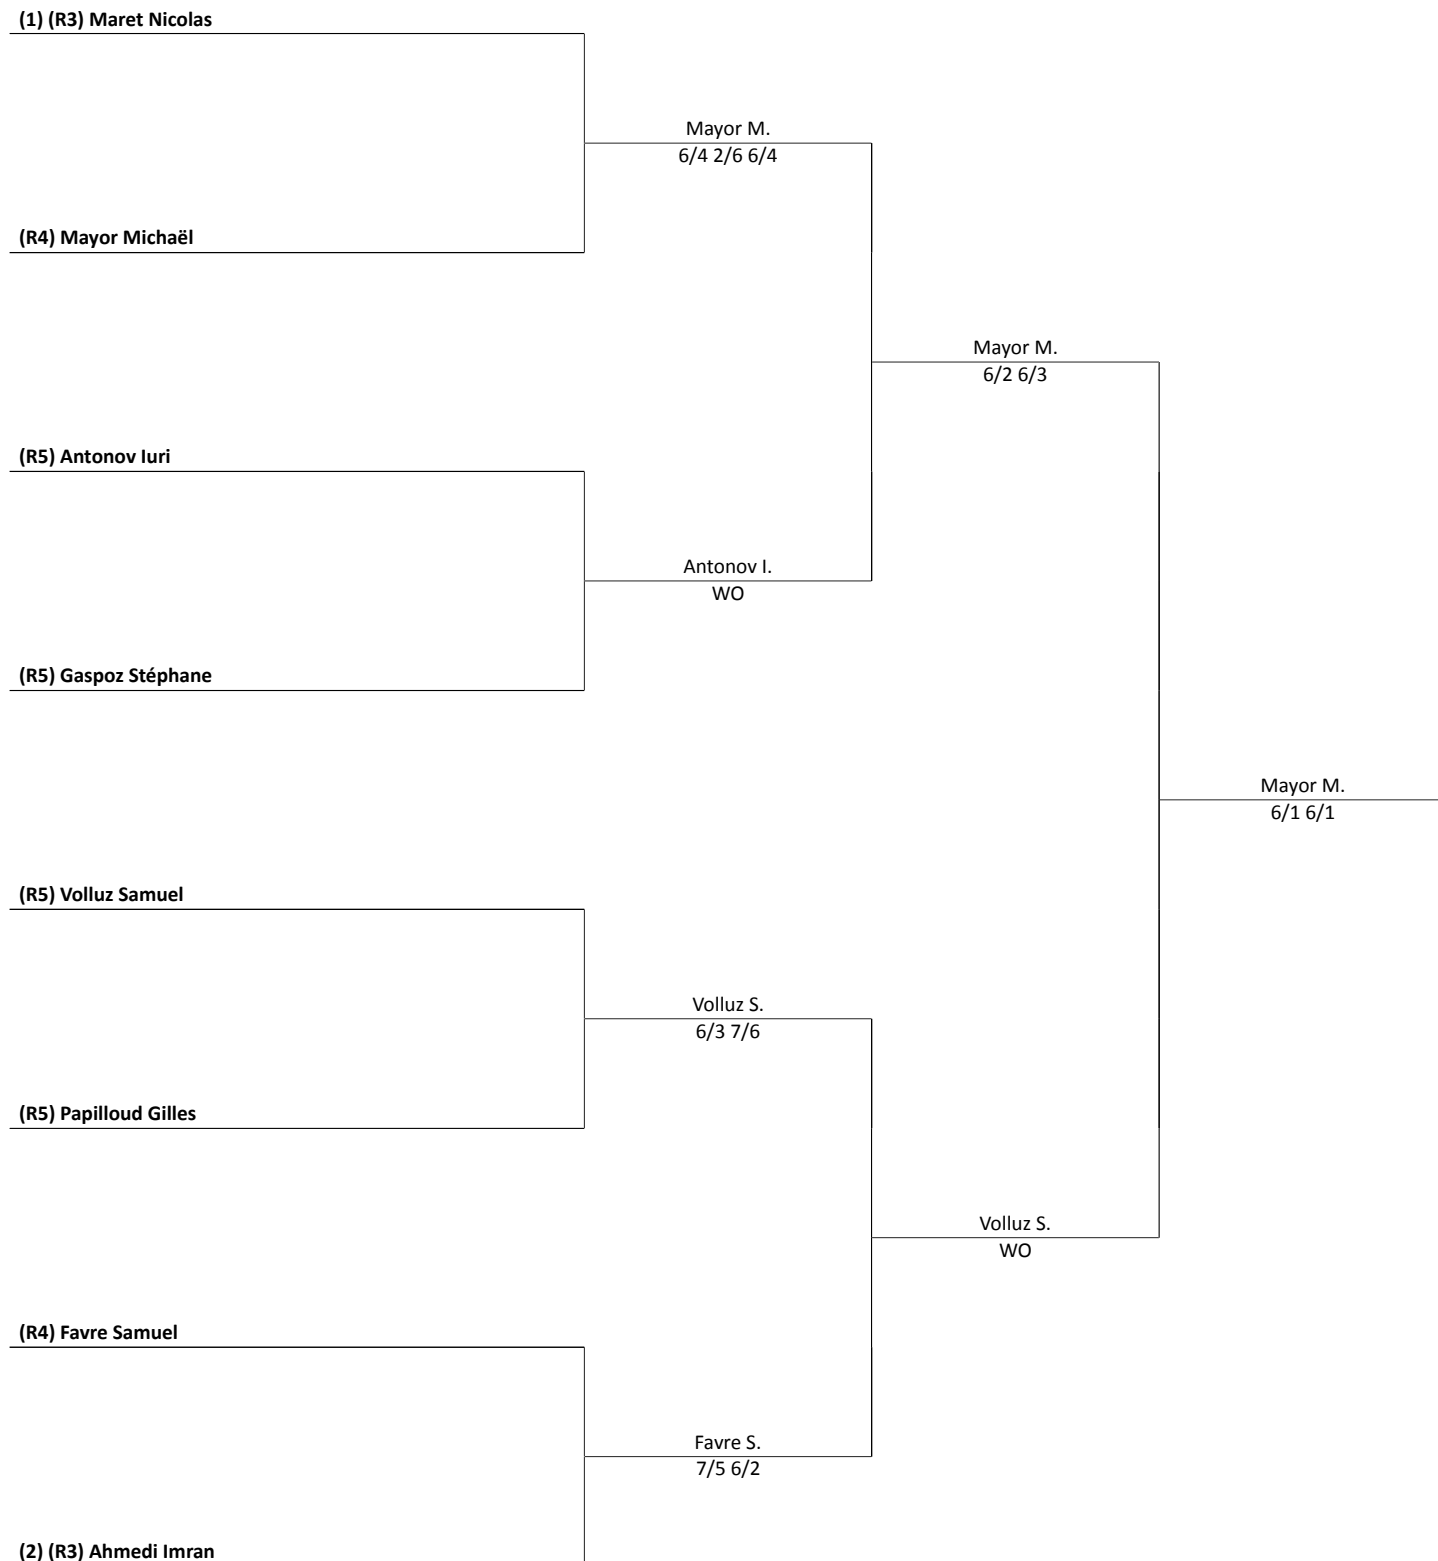 (1) (R3) Maret Nicolas
Mayor M.
6/4 2/6 6/4
(R4) Mayor Michaël
Mayor M.
6/2 6/3
(R5) Antonov Iuri
Antonov I.
WO
(R5) Gaspoz Stéphane
Mayor M.
6/1 6/1
(R5) Volluz Samuel
Volluz S.
6/3 7/6
(R5) Papilloud Gilles
Volluz S.
WO
(R4) Favre Samuel
Favre S.
7/5 6/2
(2) (R3) Ahmedi Imran